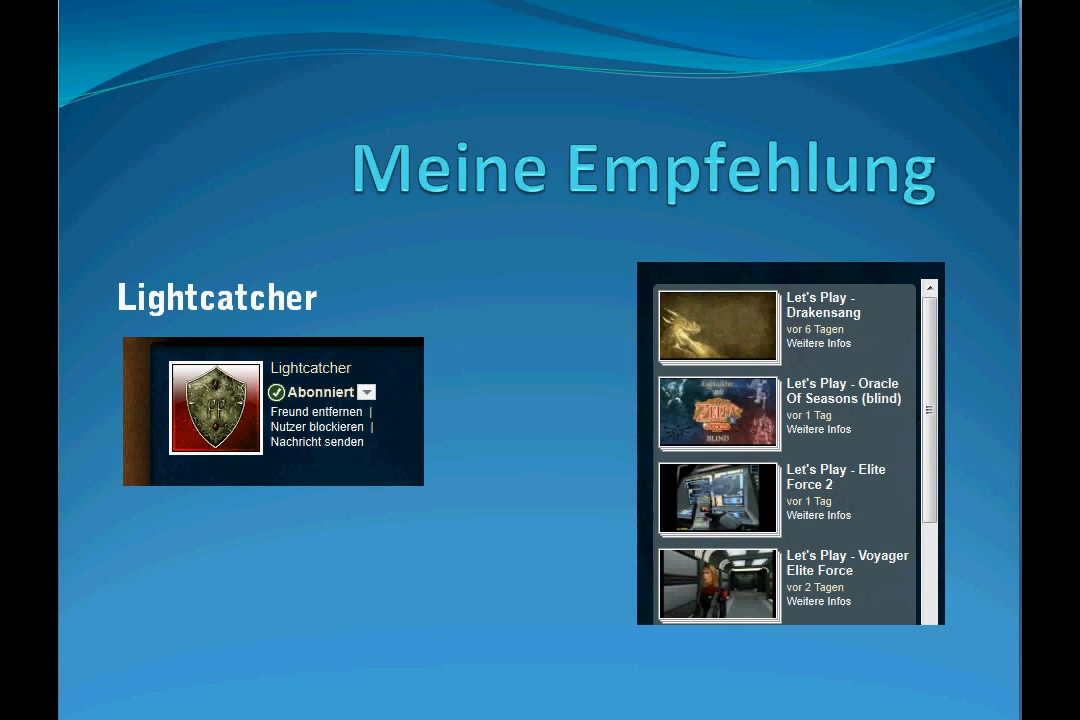 Meine Empfehlung
Lightcatcher
Lightcatcher
Abonniert
Freund entfernen |
Nutzer blockieren |
Nachricht senden
Let's Play -
Drakensang
vor 6 Tagen
Weitere Infos
Let's Play - Oracle
Of Seasons (blind)
vor 1 Tag
Weitere Infos
ZELDA
BLIND
Let's Play - Elite
Force 2
vor 1 Tag
Weitere Infos
Let's Play - Voyager
Elite Force
vor 2 Tagen
Weitere Infos